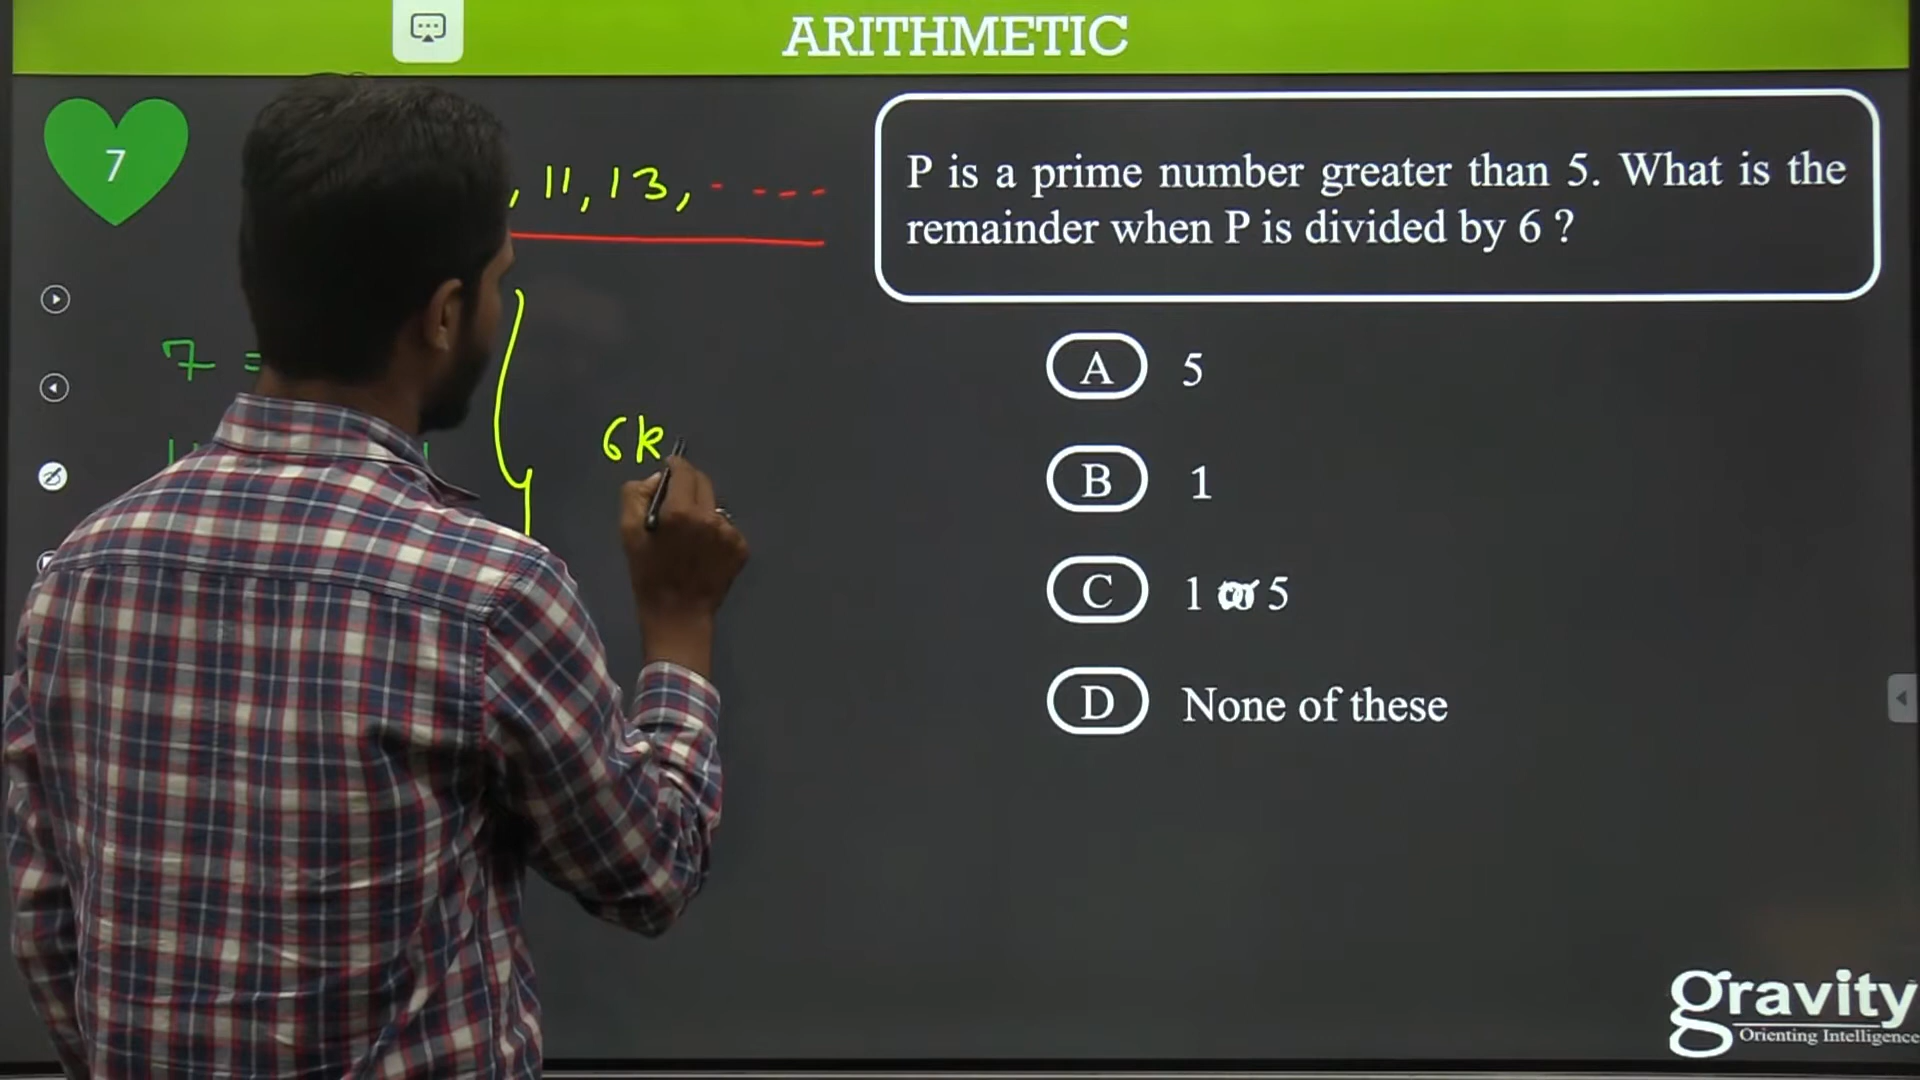 ARITHMETIC
7
, 11, 13, - - - - -
P is a prime number greater than 5. What is the
remainder when P is divided by 6 ?
7 =
6k
A 5
B 1
C 1 or 5
D None of these
gravity
Orienting Intelligence